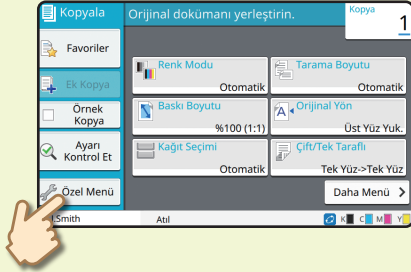 Kopyala
Orijinal dokümanı yerleştirin.
Kopya
1
Favoriler
Ek Kopya
Örnek
Kopya
Ayarı
Kontrol Et
Özel Menü
Renk Modu
Otomatik
Tarama Boyutu
Otomatik
Baskı Boyutu
%100 (1:1)
Orijinal Yön
Üst Yüz Yuk.
Kağıt Seçimi
Otomatik
Çift/Tek Taraflı
Tek Yüz->Tek Yüz
Daha Menü
Smith
Atıl
K C M Y